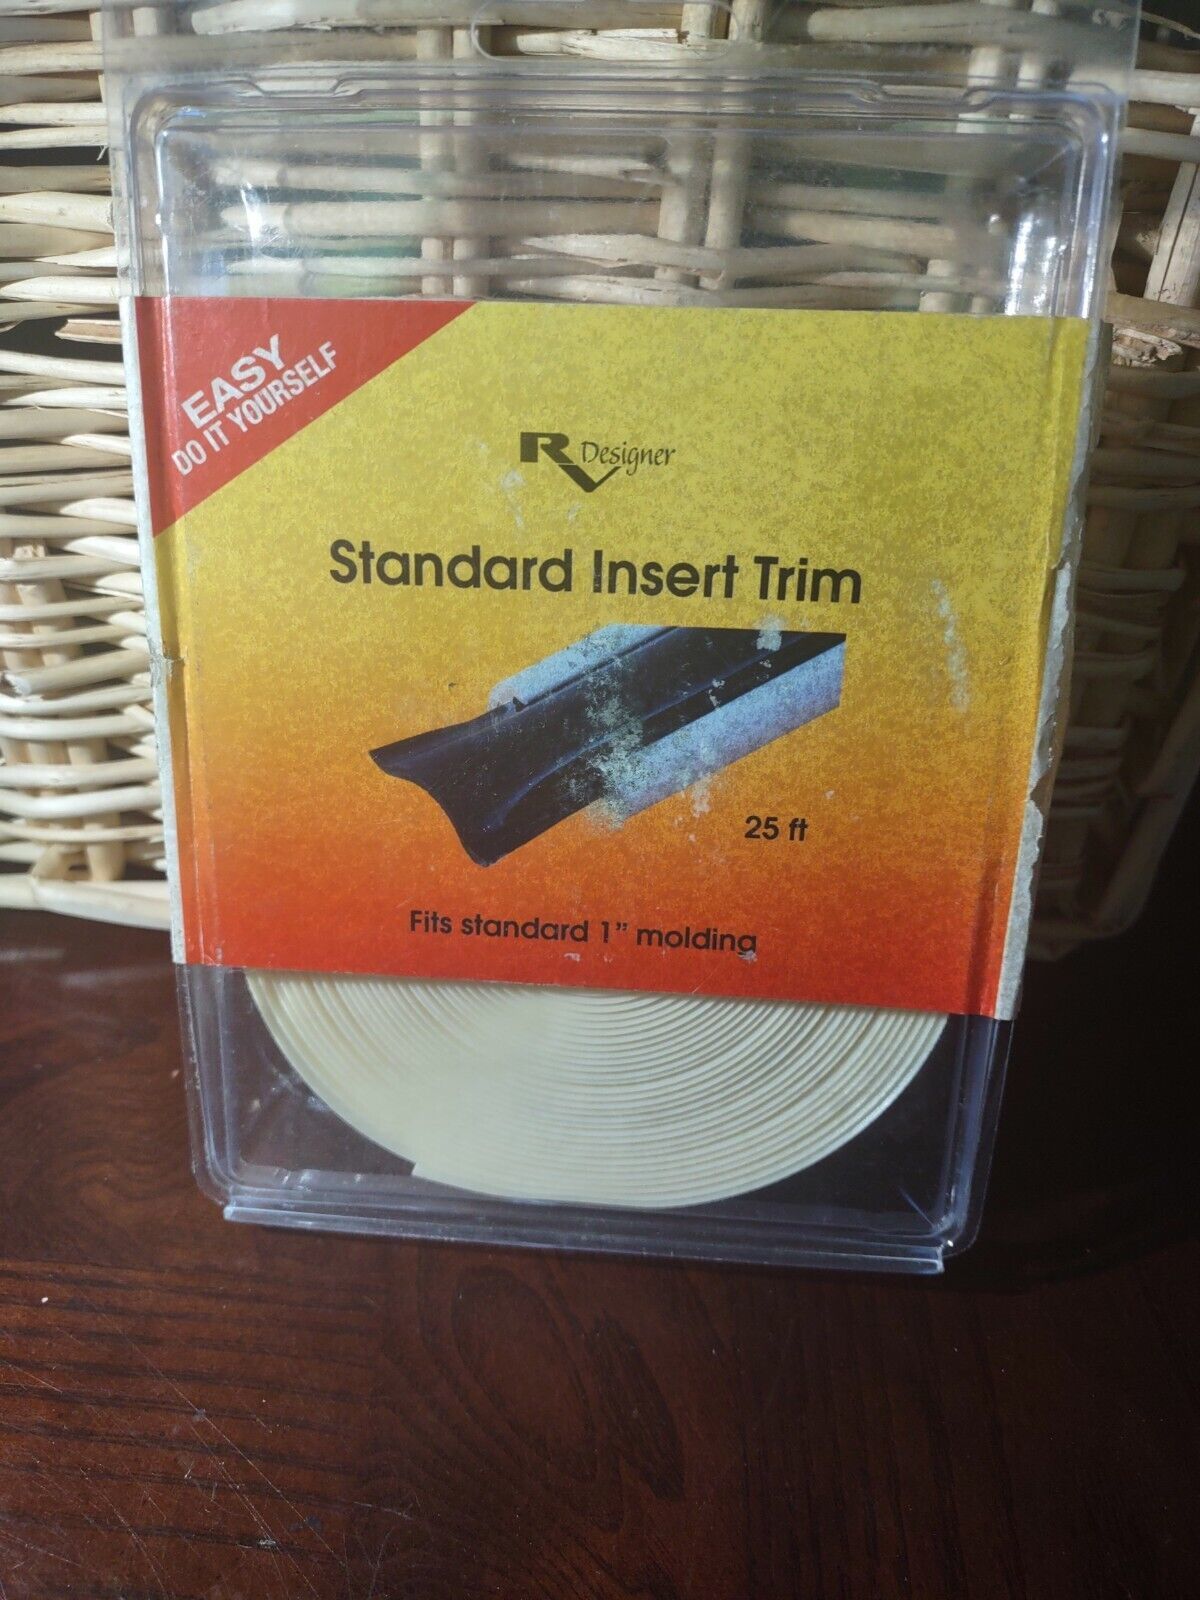 EASY
DO IT YOURSELF
RV Designer
Standard Insert Trim
25 ft
Fits standard 1" molding